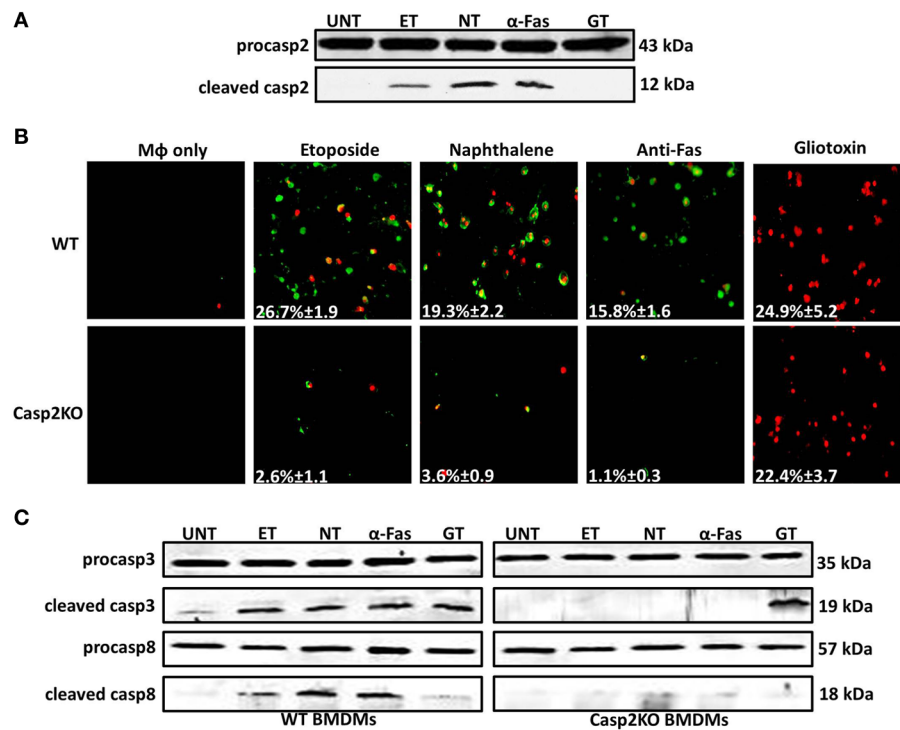 A
UNT ET NT α-Fas GT
procasp2 43 kDa
cleaved casp2 12 kDa
B
Mϕ only Etoposide Naphthalene Anti-Fas Gliotoxin
WT
26.7%±1.9 19.3%±2.2 15.8%±1.6 24.9%±5.2
Casp2KO
2.6%±1.1 3.6%±0.9 1.1%±0.3 22.4%±3.7
C
UNT ET NT α-Fas GT UNT ET NT α-Fas GT
procasp3 35 kDa
cleaved casp3 19 kDa
procasp8 57 kDa
cleaved casp8 18 kDa
WT BMDMs Casp2KO BMDMs